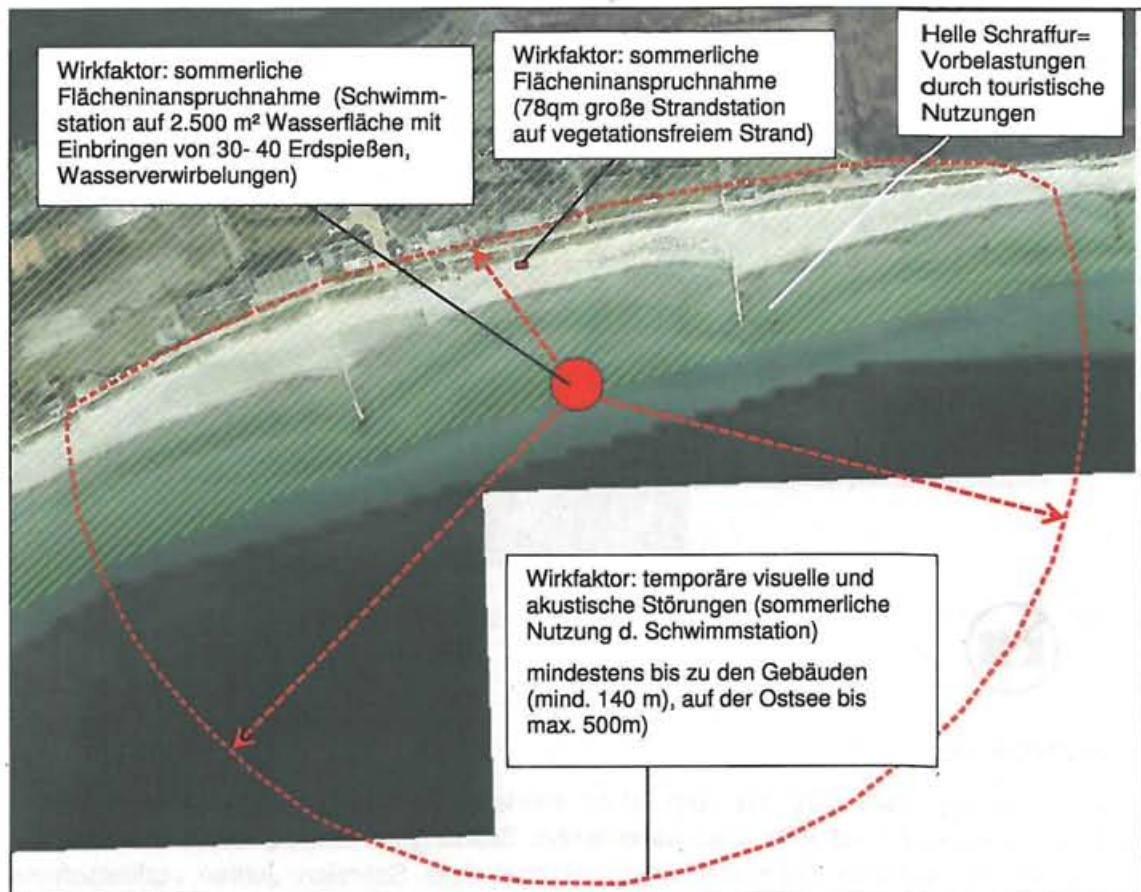 Wirkfaktor: sommerliche
Flächeninanspruchnahme (Schwimm-
station auf 2.500 m² Wasserfläche mit
Einbringen von 30- 40 Erdspießen,
Wasserverwirbelungen)
Wirkfaktor: sommerliche
Flächeninanspruchnahme
(78qm große Strandstation
auf vegetationsfreiem Strand)
Helle Schraffur=
Vorbelastungen
durch touristische
Nutzungen
Wirkfaktor: temporäre visuelle und
akustische Störungen (sommerliche
Nutzung d. Schwimmstation)
mindestens bis zu den Gebäuden
(mind. 140 m), auf der Ostsee bis
max. 500m)